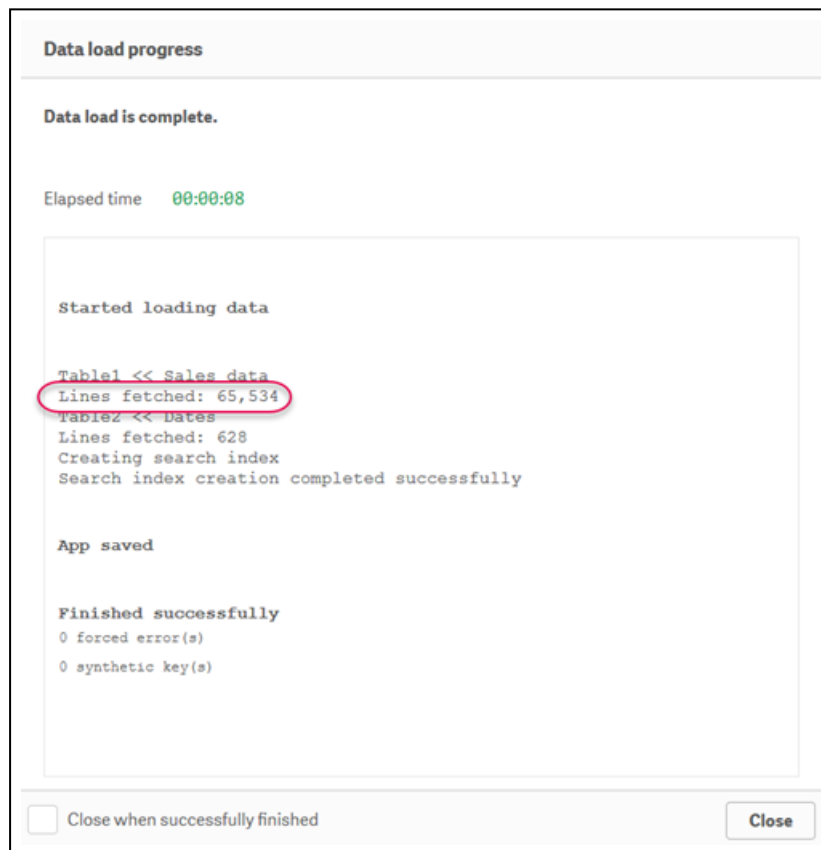 Data load progress
Data load is complete.
Elapsed time 00:00:08
Started loading data
Table1 << Sales data
Lines fetched: 65,534
Table2 << Dates
Lines fetched: 628
Creating search index
Search index creation completed successfully
App saved
Finished successfully
0 forced error(s)
0 synthetic key(s)
Close when successfully finished
Close